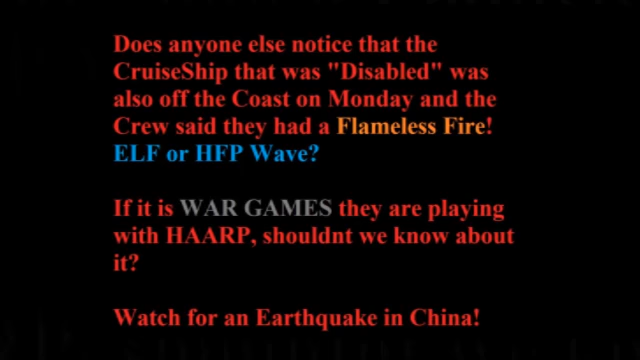 Does anyone else notice that the
CruiseShip that was "Disabled" was
also off the Coast on Monday and the
Crew said they had a Flameless Fire!
ELF or HFP Wave?
If it is WAR GAMES they are playing
with HAARP, shouldnt we know about
it?
Watch for an Earthquake in China!